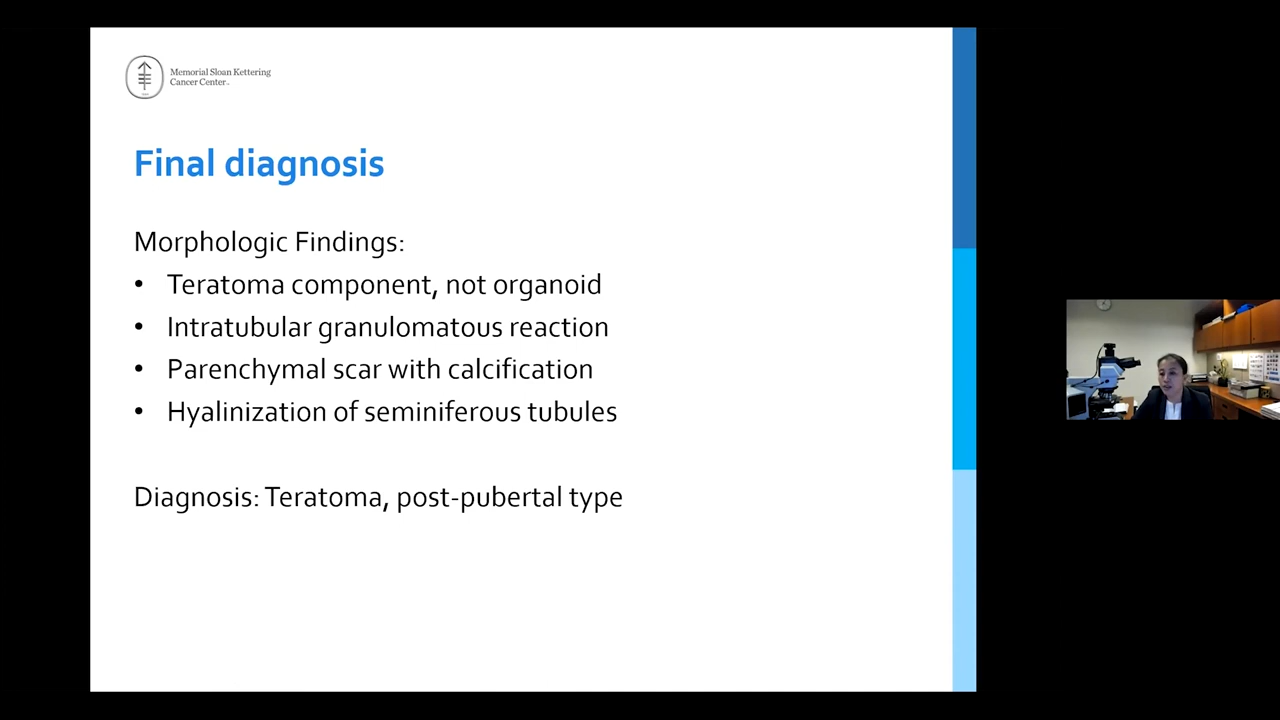 Memorial Sloan Kettering
Cancer Center
Final diagnosis
Morphologic Findings:
• Teratoma component, not organoid
• Intratubular granulomatous reaction
• Parenchymal scar with calcification
• Hyalinization of seminiferous tubules
Diagnosis: Teratoma, post-pubertal type